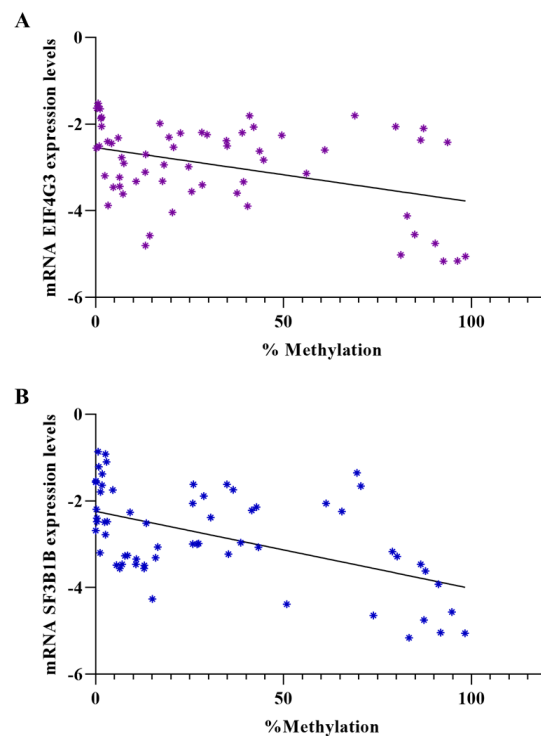 A
0
-2
-4
-6
mRNA EIF4G3 expression levels
0
50
100
% Methylation
B
0
-2
-4
-6
mRNA SF3B1B expression levels
0
50
100
%Methylation